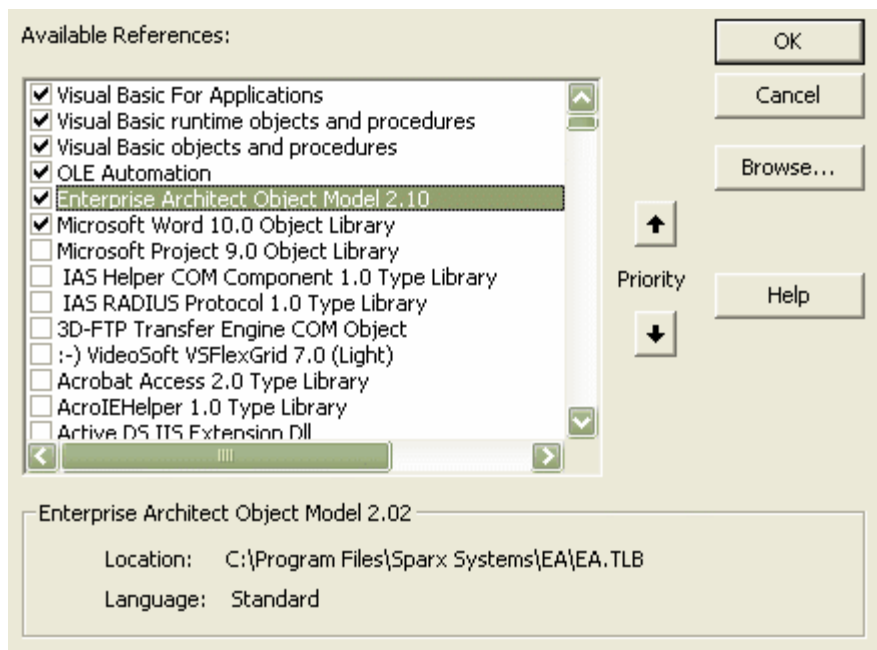 Available References:
Visual Basic For Applications
Visual Basic runtime objects and procedures
Visual Basic objects and procedures
OLE Automation
Enterprise Architect Object Model 2.10
Microsoft Word 10.0 Object Library
Microsoft Project 9.0 Object Library
IAS Helper COM Component 1.0 Type Library
IAS RADIUS Protocol 1.0 Type Library
3D-FTP Transfer Engine COM Object
:-) VideoSoft VSFlexGrid 7.0 (Light)
Acrobat Access 2.0 Type Library
AcroIEHelper 1.0 Type Library
Active DS IIS Extension Dll
OK
Cancel
Browse...
Priority
Help
Enterprise Architect Object Model 2.02
Location: C:\Program Files\Sparx Systems\EA\EA.TLB
Language: Standard